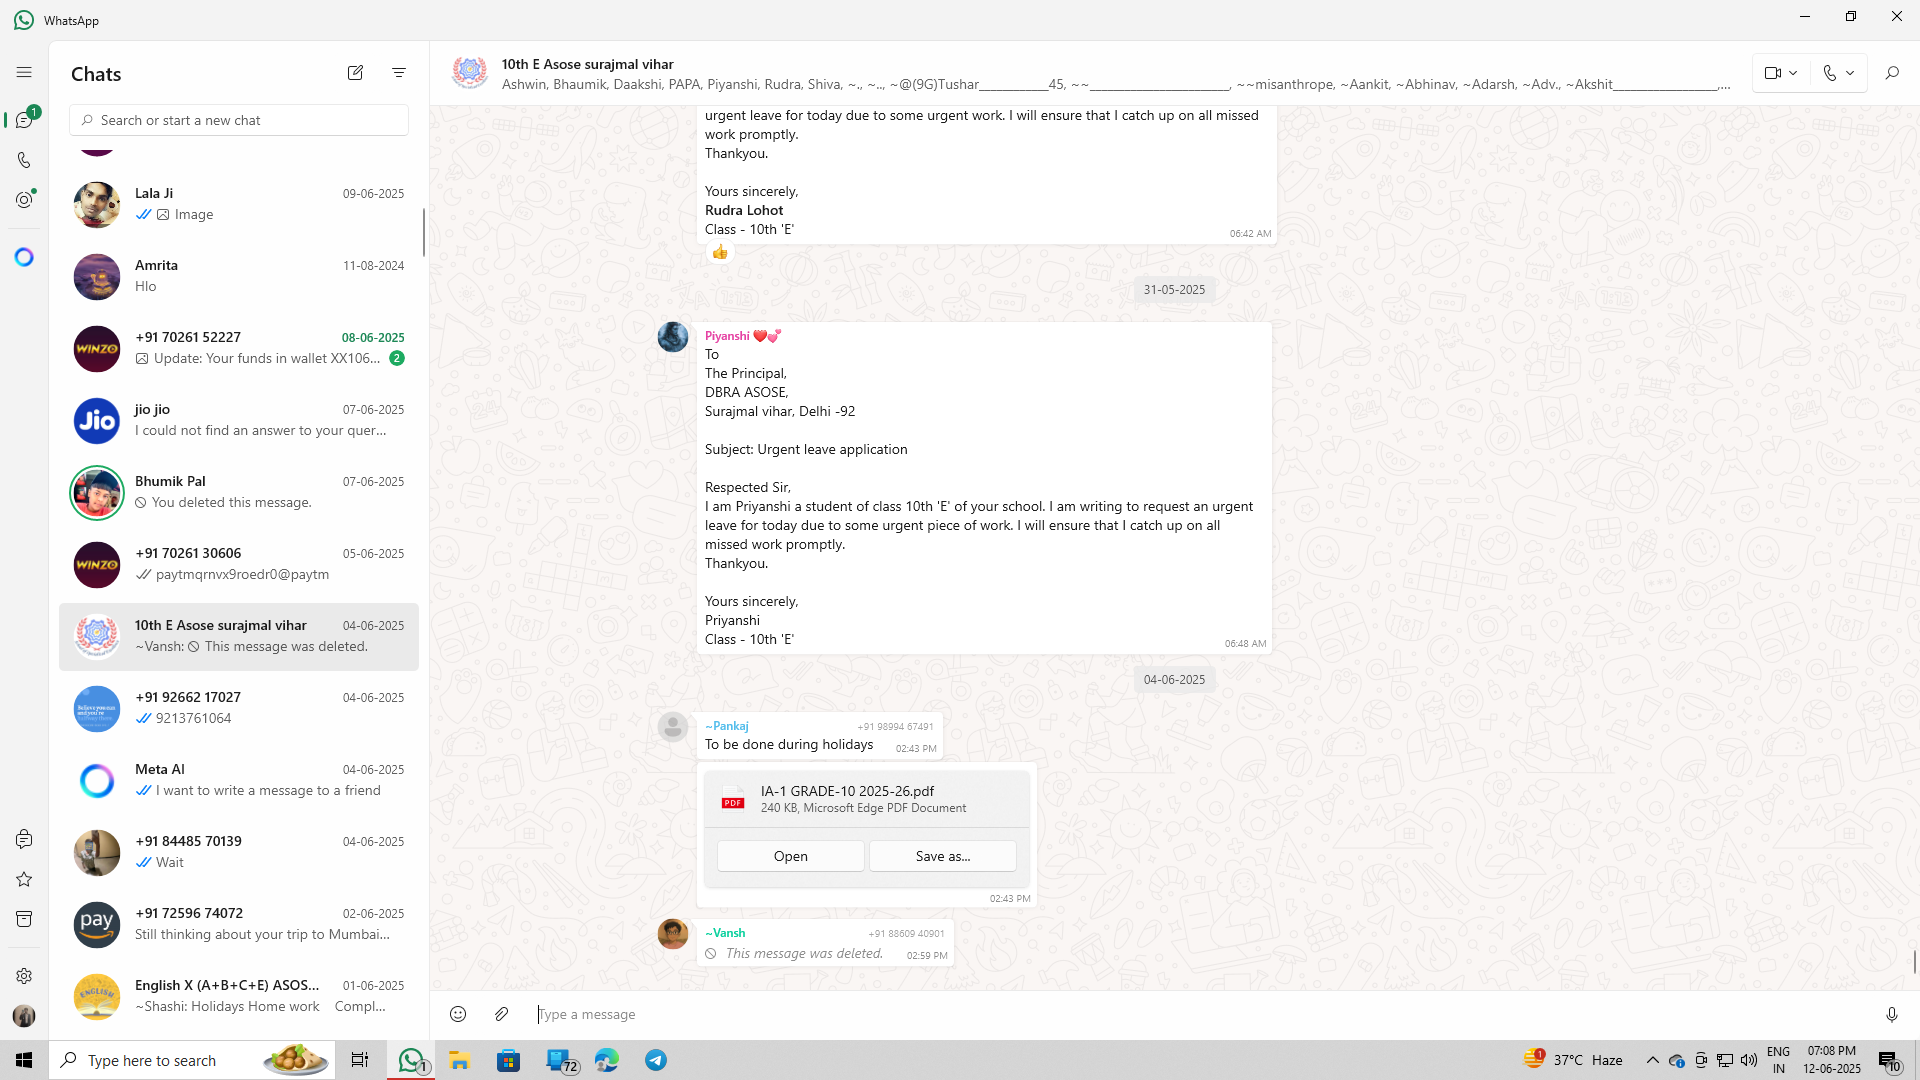 WhatsApp
Chats
Search or start a new chat
1
Lala Ji
09-06-2025
Image
Amrita
11-08-2024
Hlo
WINZO
+91 70261 52227
08-06-2025
Update: Your funds in wallet XX106...
2
Jio
jio jio
07-06-2025
I could not find an answer to your quer...
Bhumik Pal
07-06-2025
You deleted this message.
WINZO
+91 70261 30606
05-06-2025
paytmqrnvx9roedr0@paytm
10th E Asose surajmal vihar
04-06-2025
~Vansh: This message was deleted.
+91 92662 17027
04-06-2025
9213761064
Meta AI
04-06-2025
I want to write a message to a friend
+91 84485 70139
04-06-2025
Wait
pay
+91 72596 74072
02-06-2025
Still thinking about your trip to Mumbai...
ENGLISH
English X (A+B+C+E) ASOS...
01-06-2025
~Shashi: Holidays Home work Compl...
10th E Asose surajmal vihar
Ashwin, Bhaumik, Daakshi, PAPA, Piyanshi, Rudra, Shiva, ~., ~.., ~@(9G)Tushar___________45, ~~______________________, ~~misanthrope, ~Aankit, ~Abhinav, ~Adarsh, ~Adv., ~Akshit_________________,...
urgent leave for today due to some urgent work. I will ensure that I catch up on all missed
work promptly.
Thankyou.
Yours sincerely,
Rudra Lohot
Class - 10th 'E'
06:42 AM
👍
31-05-2025
Piyanshi ❤️💕
To
The Principal,
DBRA ASOSE,
Surajmal vihar, Delhi -92
Subject: Urgent leave application
Respected Sir,
I am Priyanshi a student of class 10th 'E' of your school. I am writing to request an urgent
leave for today due to some urgent piece of work. I will ensure that I catch up on all
missed work promptly.
Thankyou.
Yours sincerely,
Priyanshi
Class - 10th 'E'
06:48 AM
04-06-2025
~Pankaj
+91 98994 67491
To be done during holidays
02:43 PM
PDF
IA-1 GRADE-10 2025-26.pdf
240 KB, Microsoft Edge PDF Document
Open
Save as...
02:43 PM
~Vansh
+91 88609 40901
This message was deleted.
02:59 PM
Type a message
Type here to search
1
72
1
37°C Haze
ENG
IN
07:08 PM
12-06-2025
10